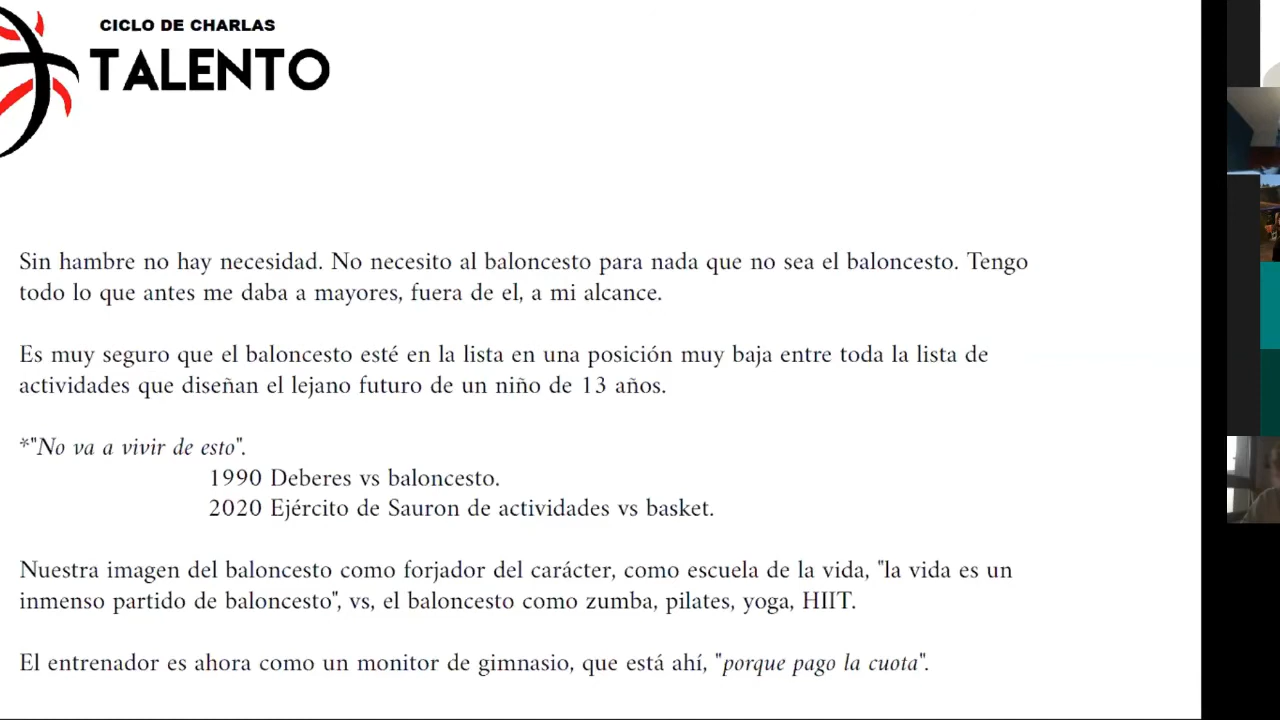 CICLO DE CHARLAS
TALENTO
Sin hambre no hay necesidad. No necesito al baloncesto para nada que no sea el baloncesto. Tengo
todo lo que antes me daba a mayores, fuera de el, a mi alcance.
Es muy seguro que el baloncesto esté en la lista en una posición muy baja entre toda la lista de
actividades que diseñan el lejano futuro de un niño de 13 años.
*"No va a vivir de esto".
1990 Deberes vs baloncesto.
2020 Ejército de Sauron de actividades vs basket.
Nuestra imagen del baloncesto como forjador del carácter, como escuela de la vida, "la vida es un
inmenso partido de baloncesto", vs, el baloncesto como zumba, pilates, yoga, HIIT.
El entrenador es ahora como un monitor de gimnasio, que está ahí, "porque pago la cuota".